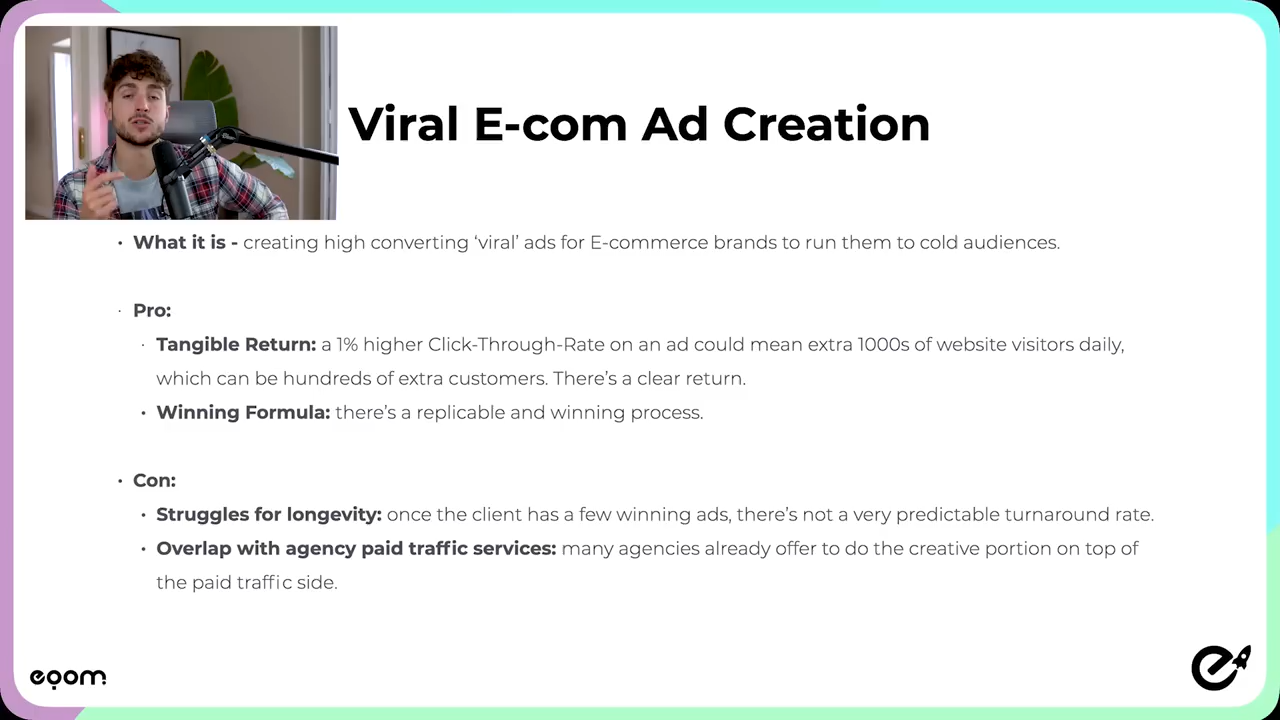 Viral E-com Ad Creation
• What it is - creating high converting ‘viral’ ads for E-commerce brands to run them to cold audiences.
· Pro:
· Tangible Return: a 1% higher Click-Through-Rate on an ad could mean extra 1000s of website visitors daily,
which can be hundreds of extra customers. There’s a clear return.
• Winning Formula: there’s a replicable and winning process.
• Con:
• Struggles for longevity: once the client has a few winning ads, there’s not a very predictable turnaround rate.
• Overlap with agency paid traffic services: many agencies already offer to do the creative portion on top of
the paid traffic side.
eqom